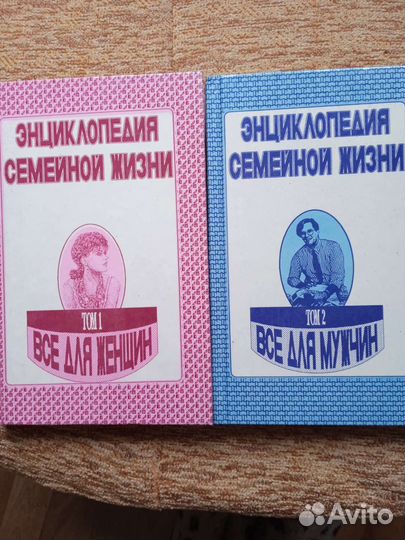 ЭНЦИКЛОПЕДИЯ
СЕМЕЙНОЙ ЖИЗНИ
ТОМ 1
ВСЕ ДЛЯ ЖЕНЩИН
ЭНЦИКЛОПЕДИЯ
СЕМЕЙНОЙ ЖИЗНИ
ТОМ 2
ВСЕ ДЛЯ МУЖЧИН
Avito